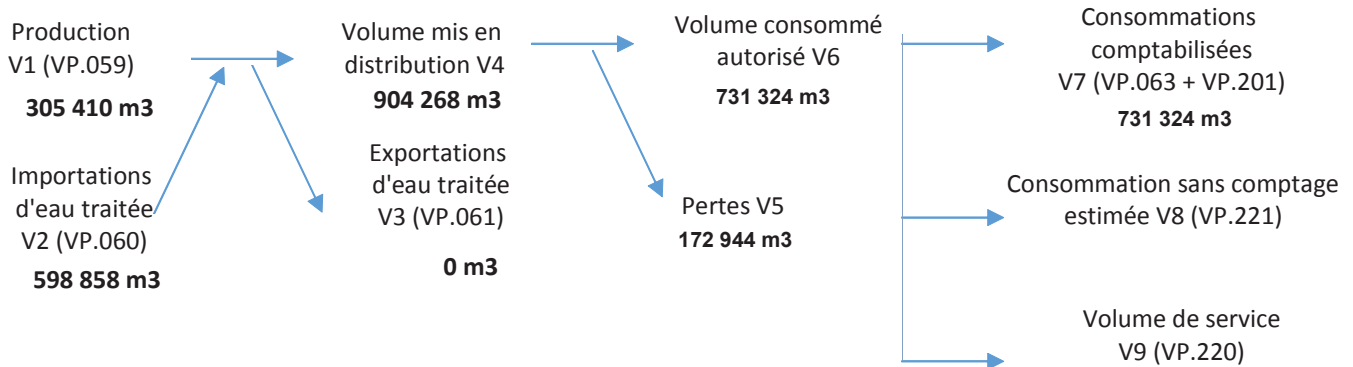 Production
V1 (VP.059)
305 410 m3
Importations
d'eau traitée
V2 (VP.060)
598 858 m3
Volume mis en
distribution V4
904 268 m3
Exportations
d'eau traitée
V3 (VP.061)
0 m3
Volume consommé
autorisé V6
731 324 m3
Pertes V5
172 944 m3
Consommations
comptabilisées
V7 (VP.063 + VP.201)
731 324 m3
Consommation sans comptage
estimée V8 (VP.221)
Volume de service
V9 (VP.220)